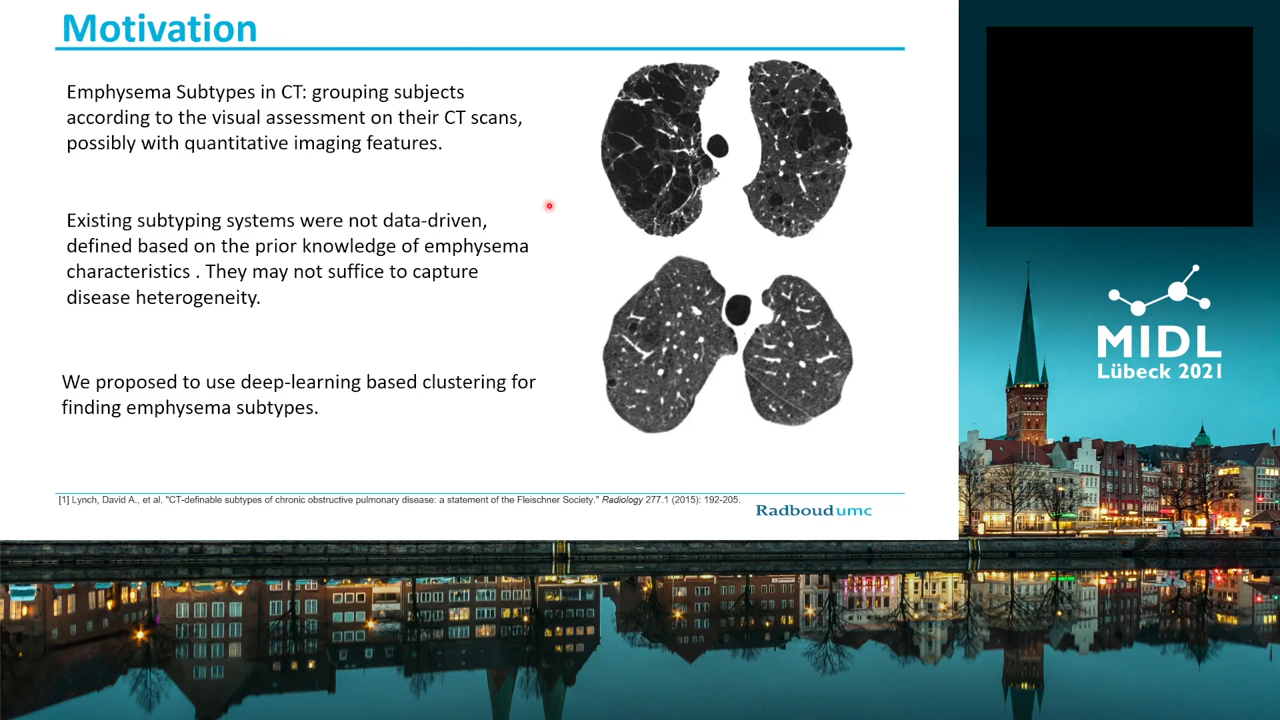 Motivation
Emphysema Subtypes in CT: grouping subjects
according to the visual assessment on their CT scans,
possibly with quantitative imaging features.
Existing subtyping systems were not data-driven,
defined based on the prior knowledge of emphysema
characteristics . They may not suffice to capture
disease heterogeneity.
We proposed to use deep-learning based clustering for
finding emphysema subtypes.
[1] Lynch, David A., et al. "CT-definable subtypes of chronic obstructive pulmonary disease: a statement of the Fleischner Society." Radiology 277.1 (2015): 192-205.
Radboudumc
MIDL
Lübeck 2021